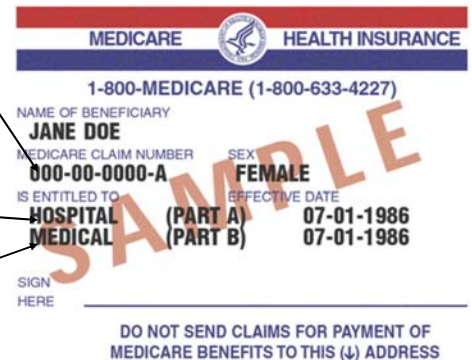 MEDICARE HEALTH INSURANCE
1-800-MEDICARE (1-800-633-4227)
NAME OF BENEFICIARY
JANE DOE
MEDICARE CLAIM NUMBER SEX
000-00-0000-A FEMALE
IS ENTITLED TO EFFECTIVE DATE
HOSPITAL (PART A) 07-01-1986
MEDICAL (PART B) 07-01-1986
SAMPLE
SIGN
HERE
DO NOT SEND CLAIMS FOR PAYMENT OF
MEDICARE BENEFITS TO THIS (↓) ADDRESS